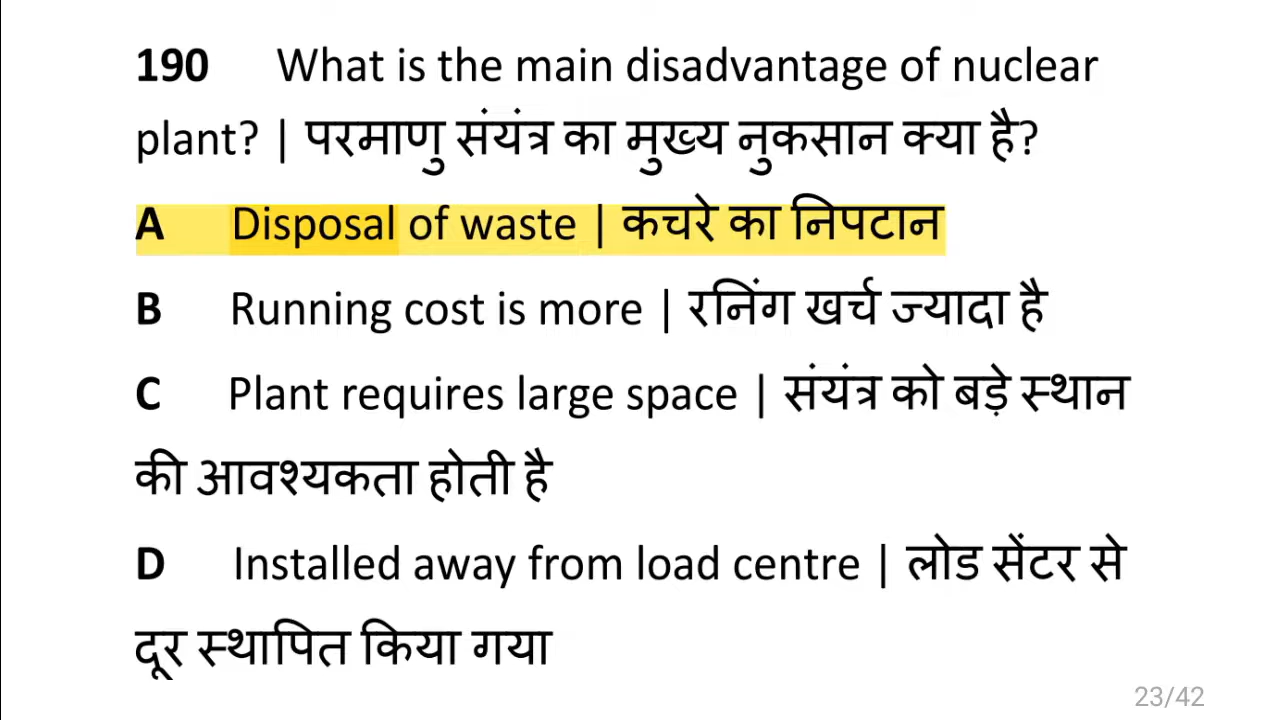 190 What is the main disadvantage of nuclear
plant? | परमाणु संयंत्र का मुख्य नुकसान क्या है?
A Disposal of waste | कचरे का निपटान
B Running cost is more | रनिंग खर्च ज्यादा है
C Plant requires large space | संयंत्र को बड़े स्थान
की आवश्यकता होती है
D Installed away from load centre | लोड सेंटर से
दूर स्थापित किया गया
23/42